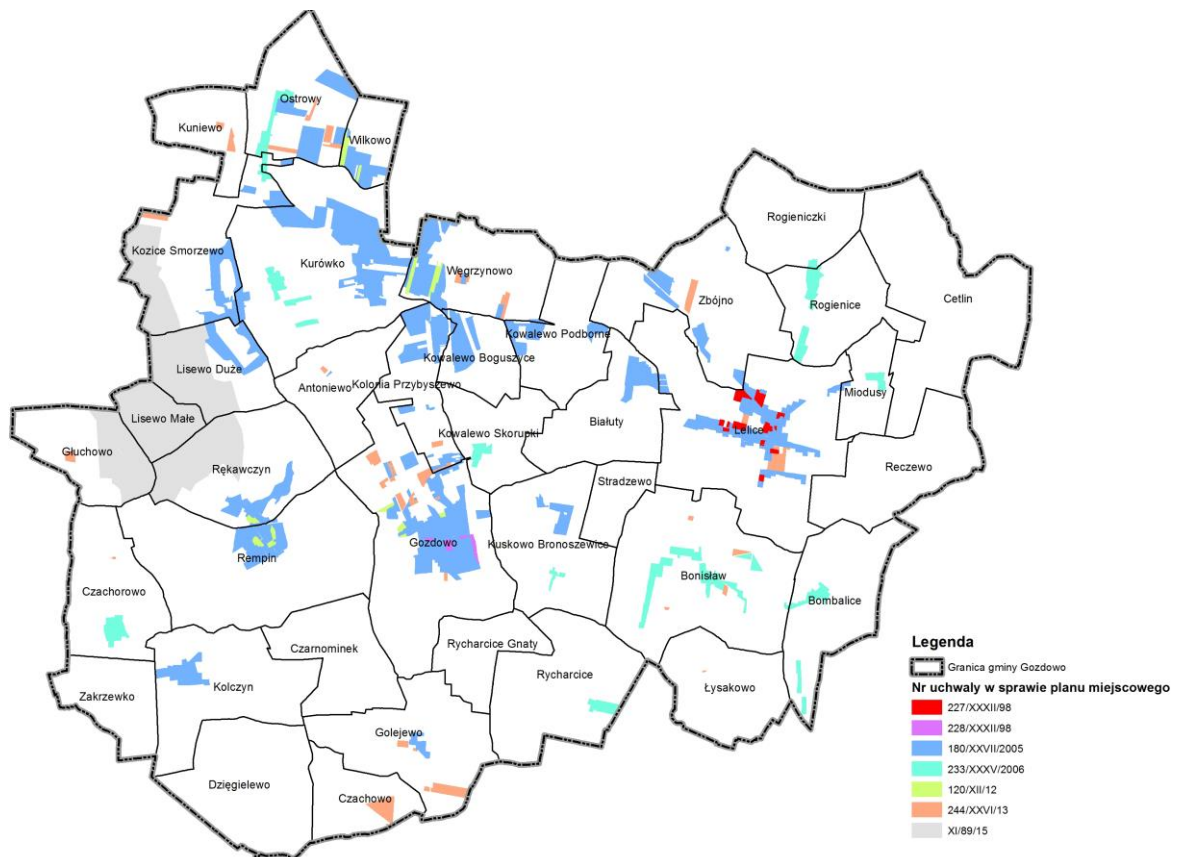 Ostrowy
Kuniewo
Wilkowo
Rogieniczki
Kozice Smorzewo
Kurówko
Węgrzynowo
Zbójno
Rogienice
Cetlin
Kowalewo Podborne
Kowalewo Boguszyce
Lisewo Duże
Antoniewo
Kolonia Przybyszewo
Miodusy
Lisewo Małe
Białuty
Lelice
Kowalewo Skorupki
Głuchowo
Rękawczyn
Reczewo
Stradzewo
Gozdowo
Kuskowo Bronoszewice
Rempin
Bonisław
Czachorowo
Bombalice
Legenda
Rycharcice Gnaty
Czarnominek
Granica gminy Gozdowo
Rycharcice
Łysakowo
Nr uchwały w sprawie planu miejscowego
Zakrzewko
Kolczyn
227/XXXII/98
228/XXXII/98
Golejewo
180/XXVII/2005
233/XXXV/2006
Dzięgielewo
120/XII/12
Czachowo
244/XXVI/13
XI/89/15